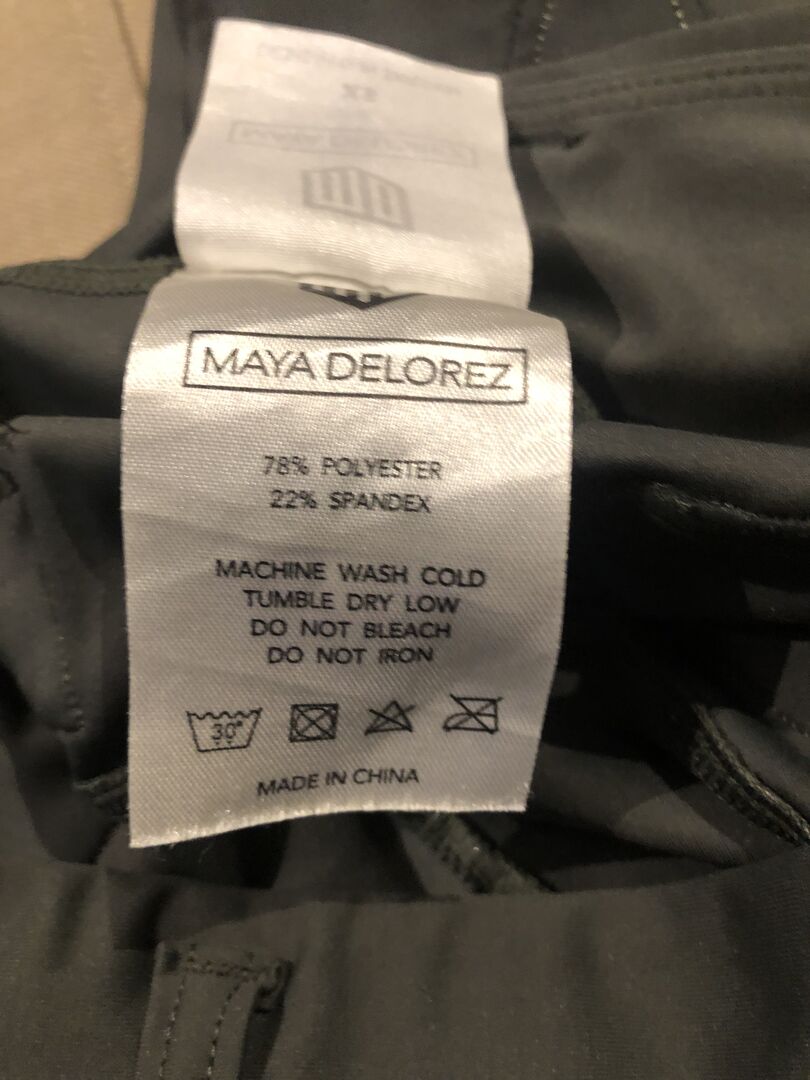 XS
MAYA DELOREZ
78% POLYESTER
22% SPANDEX
MACHINE WASH COLD
TUMBLE DRY LOW
DO NOT BLEACH
DO NOT IRON
30°
MADE IN CHINA